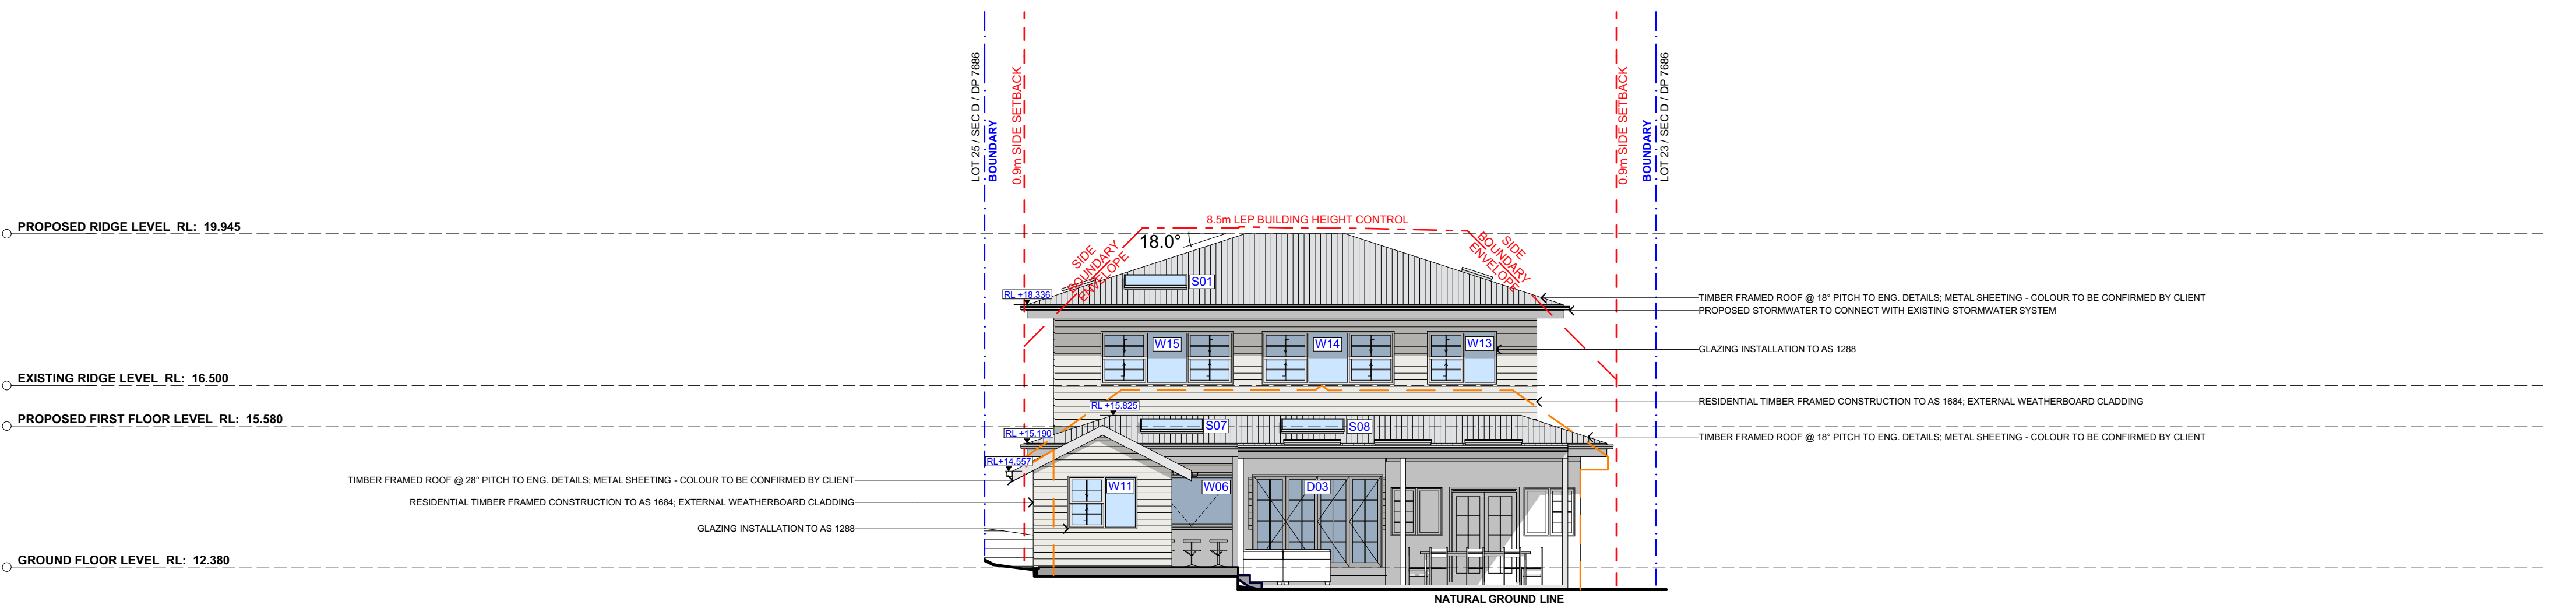 LOT 25 / SEC D / DP 7686
BOUNDARY
0.9m SIDE SETBACK
0.9m SIDE SETBACK
BOUNDARY
LOT 23 / SEC D / DP 7686
8.5m LEP BUILDING HEIGHT CONTROL
PROPOSED RIDGE LEVEL RL: 19.945
18.0°
SIDE
BOUNDARY
ENVELOPE
SIDE
BOUNDARY
ENVELOPE
S01
RL +18.336
TIMBER FRAMED ROOF @ 18° PITCH TO ENG. DETAILS; METAL SHEETING - COLOUR TO BE CONFIRMED BY CLIENT
PROPOSED STORMWATER TO CONNECT WITH EXISTING STORMWATER SYSTEM
W15
W14
W13
GLAZING INSTALLATION TO AS 1288
EXISTING RIDGE LEVEL RL: 16.500
RESIDENTIAL TIMBER FRAMED CONSTRUCTION TO AS 1684; EXTERNAL WEATHERBOARD CLADDING
RL +15.825
PROPOSED FIRST FLOOR LEVEL RL: 15.580
S07
S08
RL +15.190
TIMBER FRAMED ROOF @ 18° PITCH TO ENG. DETAILS; METAL SHEETING - COLOUR TO BE CONFIRMED BY CLIENT
RL+14.557
TIMBER FRAMED ROOF @ 28° PITCH TO ENG. DETAILS; METAL SHEETING - COLOUR TO BE CONFIRMED BY CLIENT
W11
W06
D03
RESIDENTIAL TIMBER FRAMED CONSTRUCTION TO AS 1684; EXTERNAL WEATHERBOARD CLADDING
GLAZING INSTALLATION TO AS 1288
GROUND FLOOR LEVEL RL: 12.380
NATURAL GROUND LINE